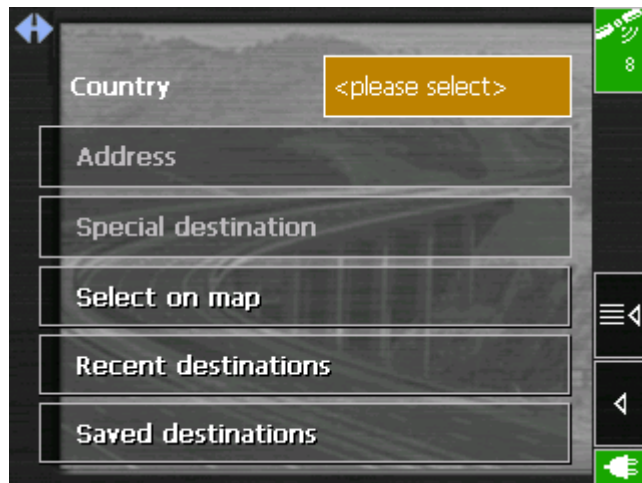 8
Country <please select>
Address
Special destination
Select on map
Recent destinations
Saved destinations